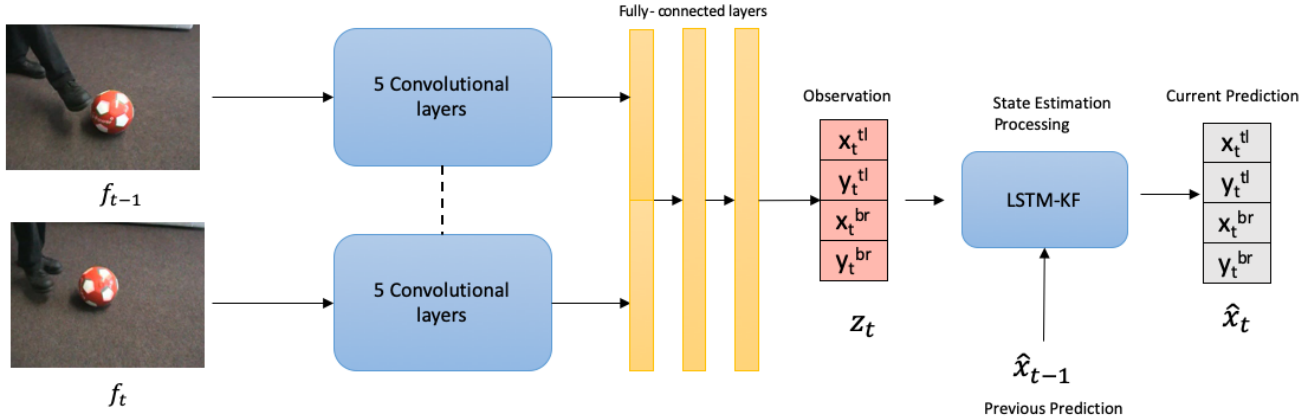 Fully- connected layers
5 Convolutional
layers
f_{t-1}
5 Convolutional
layers
f_t
Observation
x_t^{tl}
y_t^{tl}
x_t^{br}
y_t^{br}
z_t
State Estimation
Processing
LSTM-KF
x̂_{t-1}
Previous Prediction
Current Prediction
x_t^{tl}
y_t^{tl}
x_t^{br}
y_t^{br}
x̂_t